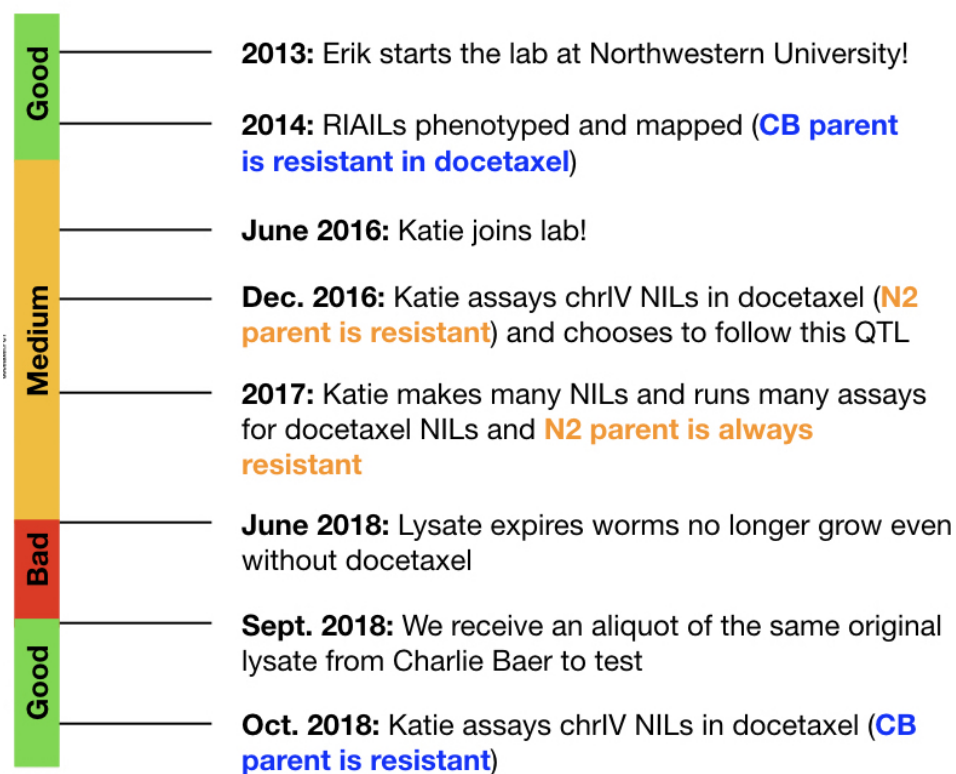 Good
2013: Erik starts the lab at Northwestern University!
2014: RIAILs phenotyped and mapped (CB parent
is resistant in docetaxel)
Medium
June 2016: Katie joins lab!
Dec. 2016: Katie assays chrIV NILs in docetaxel (N2
parent is resistant) and chooses to follow this QTL
2017: Katie makes many NILs and runs many assays
for docetaxel NILs and N2 parent is always
resistant
Bad
June 2018: Lysate expires worms no longer grow even
without docetaxel
Good
Sept. 2018: We receive an aliquot of the same original
lysate from Charlie Baer to test
Oct. 2018: Katie assays chrIV NILs in docetaxel (CB
parent is resistant)